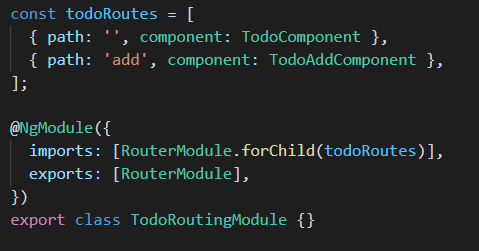 const todoRoutes = [
  { path: '', component: TodoComponent },
  { path: 'add', component: TodoAddComponent },
];

@NgModule({
  imports: [RouterModule.forChild(todoRoutes)],
  exports: [RouterModule],
})
export class TodoRoutingModule {}